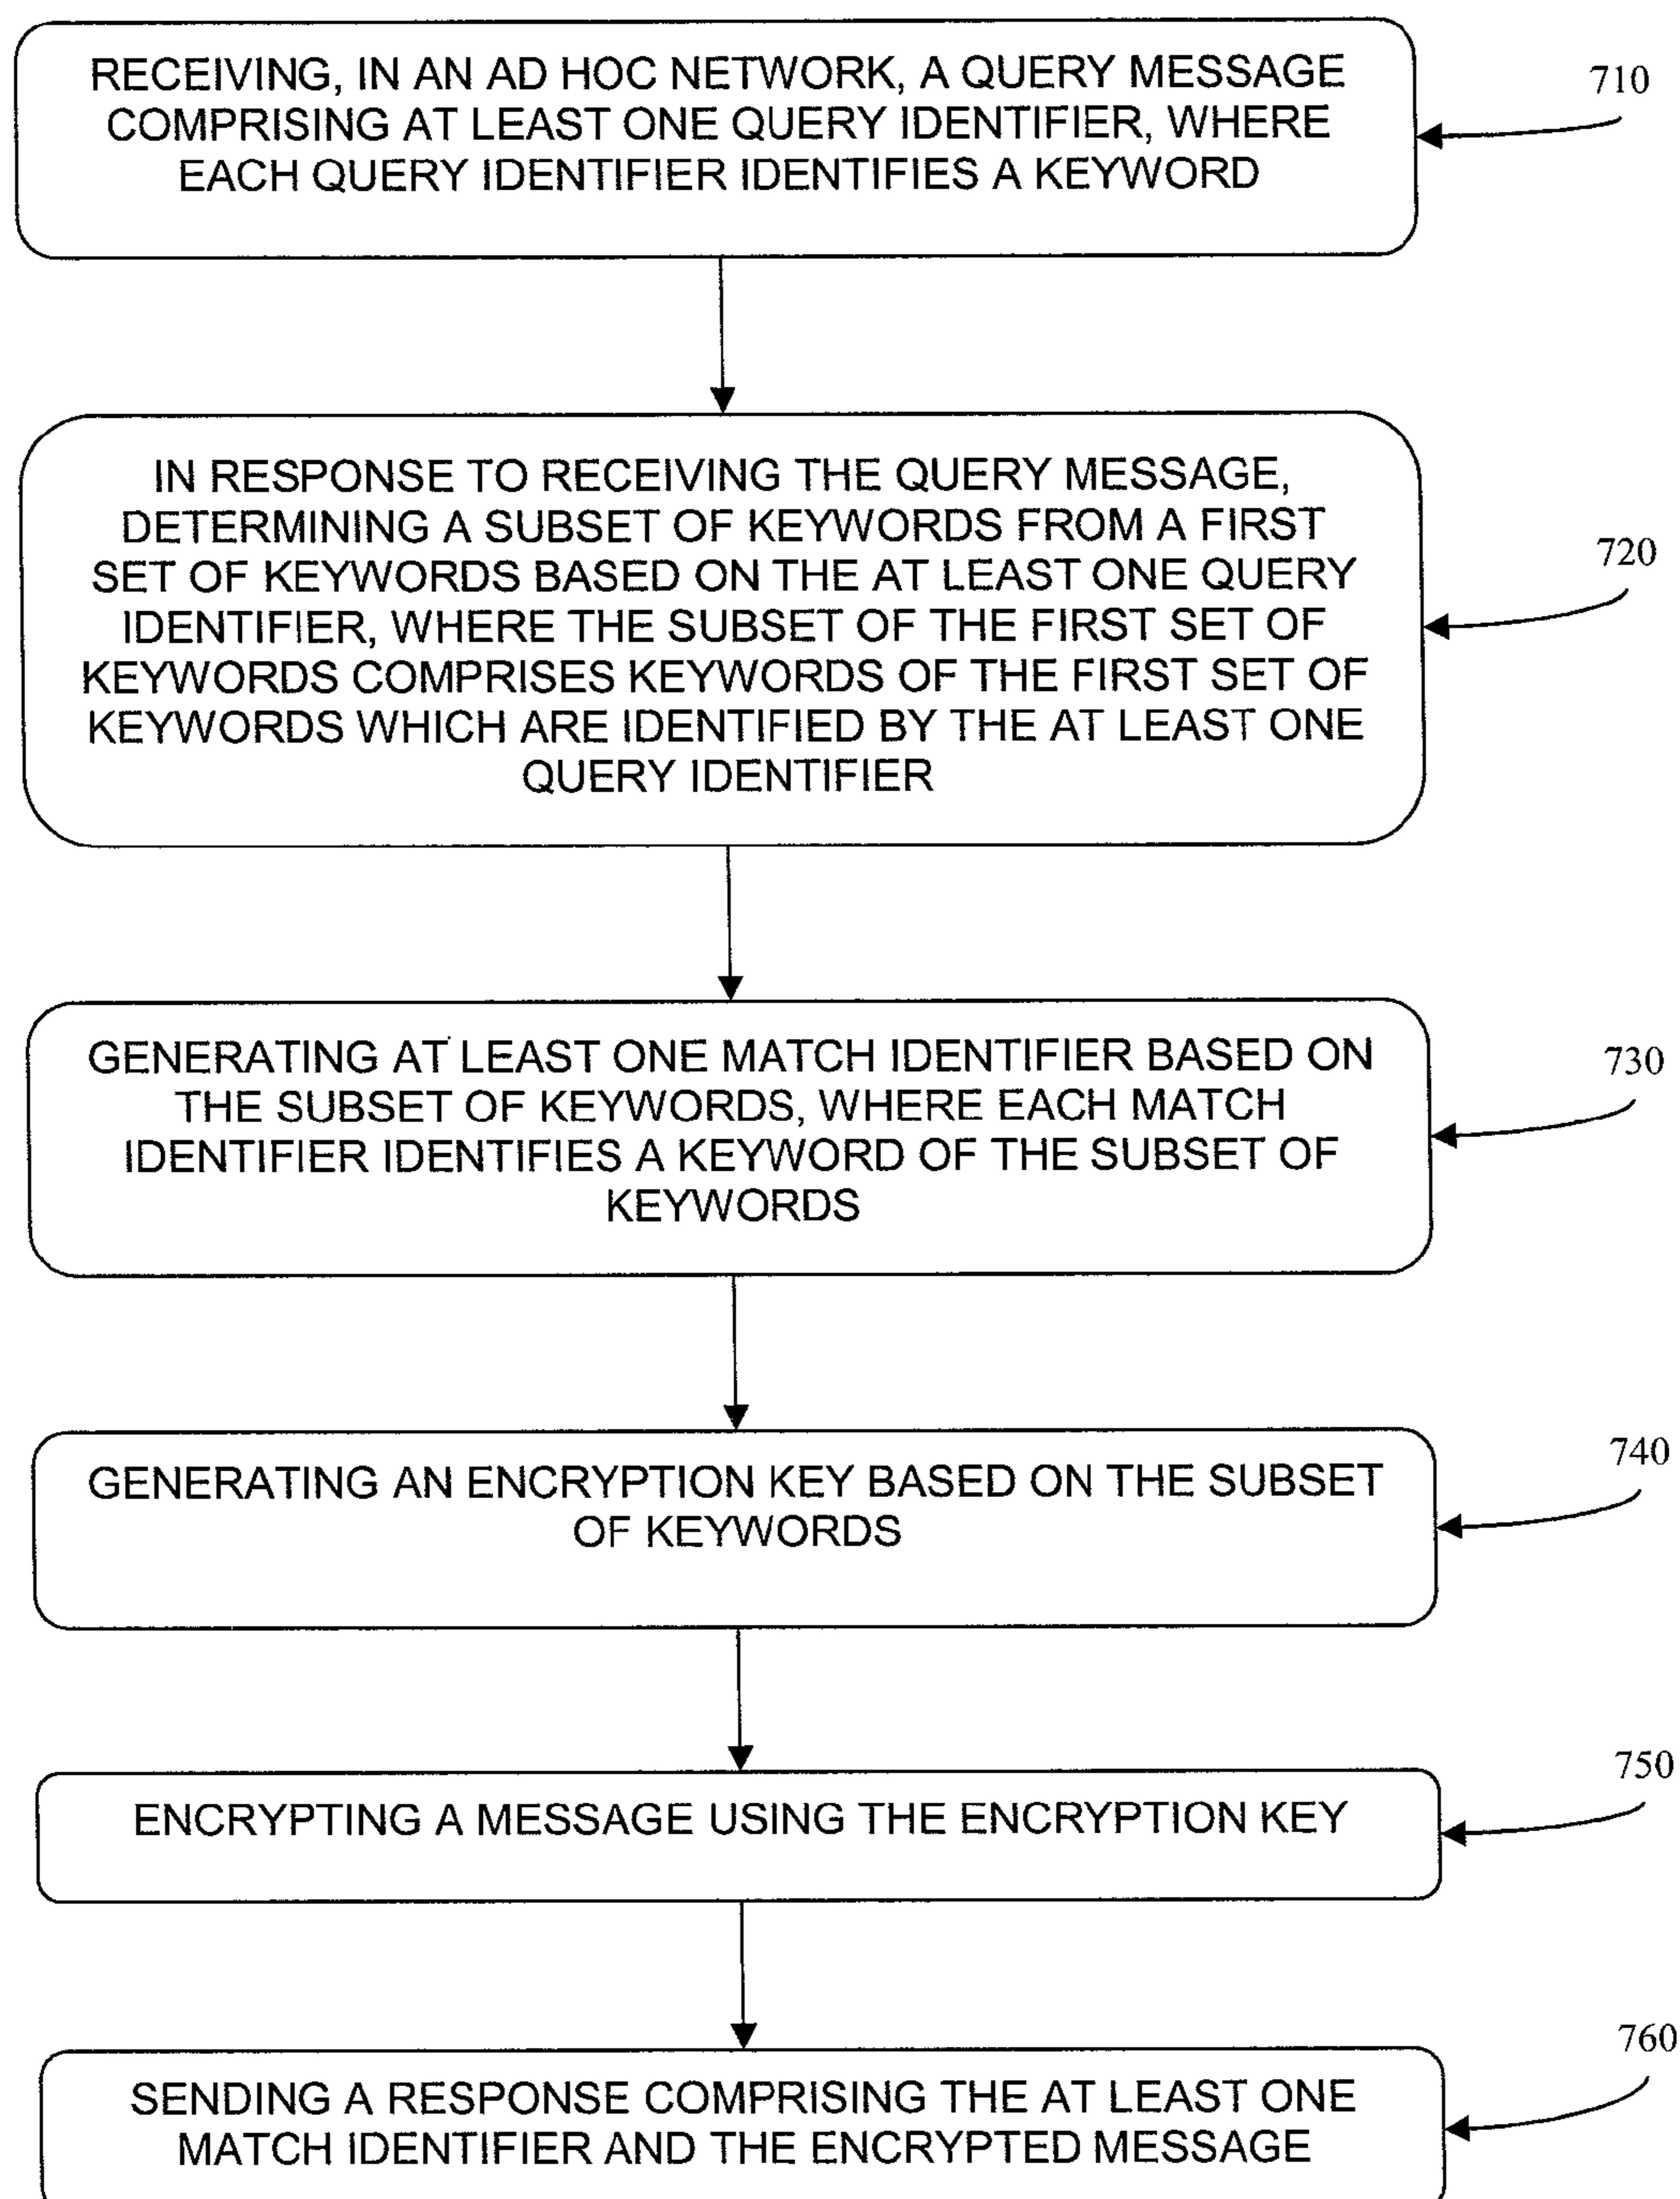 RECEIVING, IN AN AD HOC NETWORK, A QUERY MESSAGE
COMPRISING AT LEAST ONE QUERY IDENTIFIER, WHERE
EACH QUERY IDENTIFIER IDENTIFIES A KEYWORD
710
IN RESPONSE TO RECEIVING THE QUERY MESSAGE,
DETERMINING A SUBSET OF KEYWORDS FROM A FIRST
SET OF KEYWORDS BASED ON THE AT LEAST ONE QUERY
IDENTIFIER, WHERE THE SUBSET OF THE FIRST SET OF
KEYWORDS COMPRISES KEYWORDS OF THE FIRST SET OF
KEYWORDS WHICH ARE IDENTIFIED BY THE AT LEAST ONE
QUERY IDENTIFIER
720
GENERATING AT LEAST ONE MATCH IDENTIFIER BASED ON
THE SUBSET OF KEYWORDS, WHERE EACH MATCH
IDENTIFIER IDENTIFIES A KEYWORD OF THE SUBSET OF
KEYWORDS
730
GENERATING AN ENCRYPTION KEY BASED ON THE SUBSET
OF KEYWORDS
740
ENCRYPTING A MESSAGE USING THE ENCRYPTION KEY
750
SENDING A RESPONSE COMPRISING THE AT LEAST ONE
MATCH IDENTIFIER AND THE ENCRYPTED MESSAGE
760